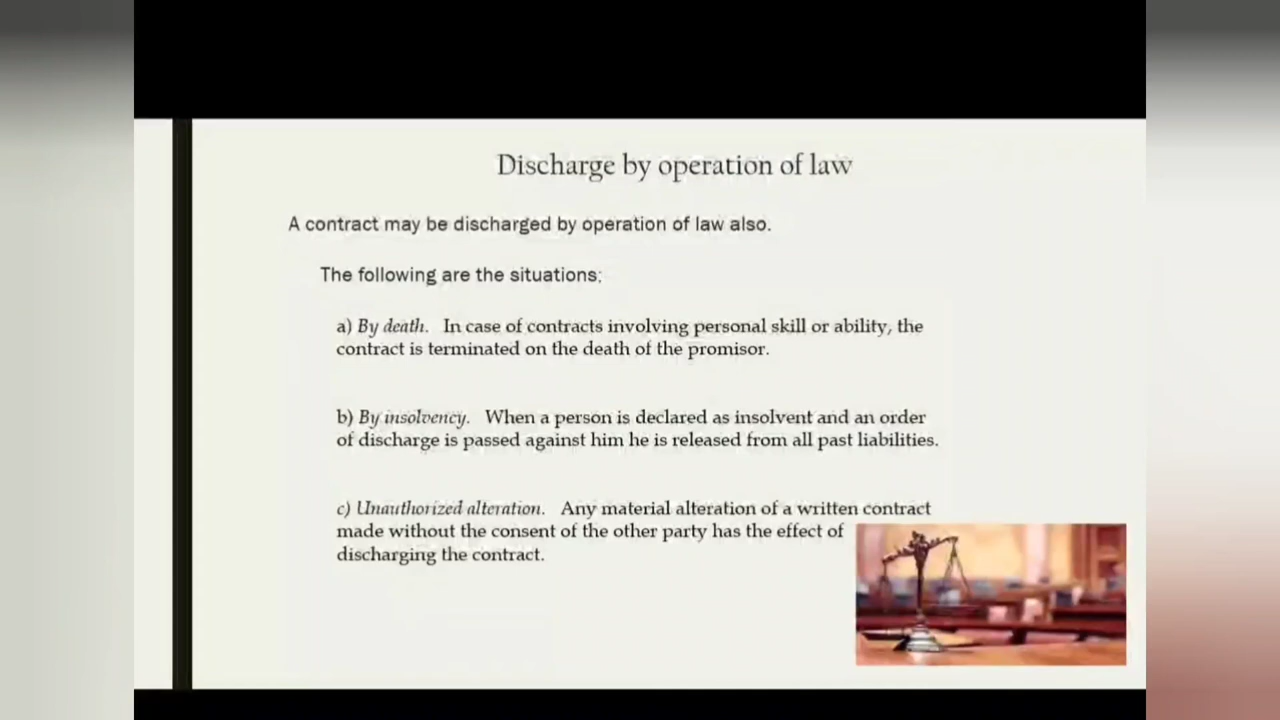 Discharge by operation of law
A contract may be discharged by operation of law also.
The following are the situations:
a) By death. In case of contracts involving personal skill or ability, the
contract is terminated on the death of the promisor.
b) By insolvency. When a person is declared as insolvent and an order
of discharge is passed against him he is released from all past liabilities.
c) Unauthorized alteration. Any material alteration of a written contract
made without the consent of the other party has the effect of
discharging the contract.